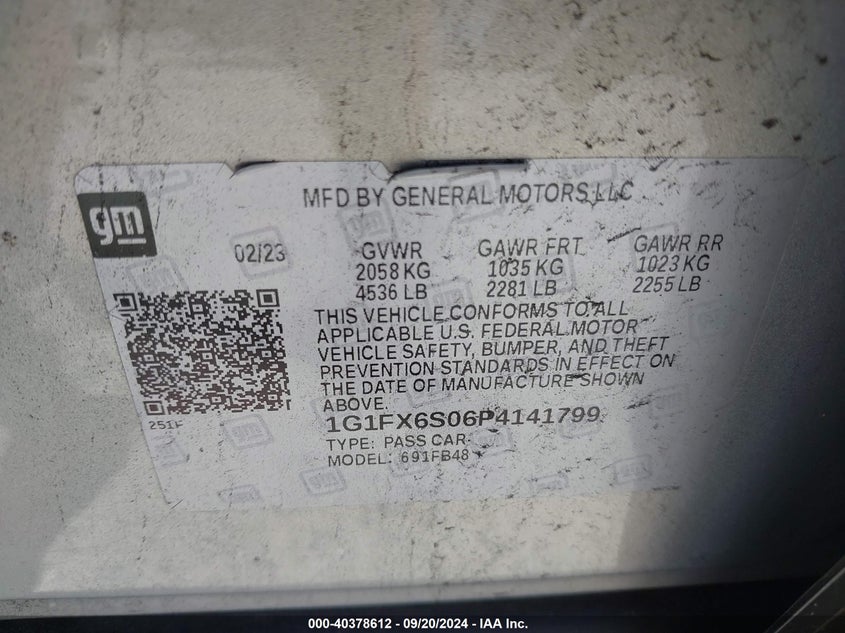 gm
MFD BY GENERAL MOTORS LLC
02/23 GVWR GAWR FRT GAWR RR
2058 KG 1035 KG 1023 KG
4536 LB 2281 LB 2255 LB
THIS VEHICLE CONFORMS TO ALL
APPLICABLE U.S. FEDERAL MOTOR
VEHICLE SAFETY, BUMPER, AND THEFT
PREVENTION STANDARDS IN EFFECT ON
THE DATE OF MANUFACTURE SHOWN
ABOVE.
1G1FX6S06P4141799
TYPE: PASS CAR
MODEL: 691FB48
000-40378612 - 09/20/2024 - IAA Inc.